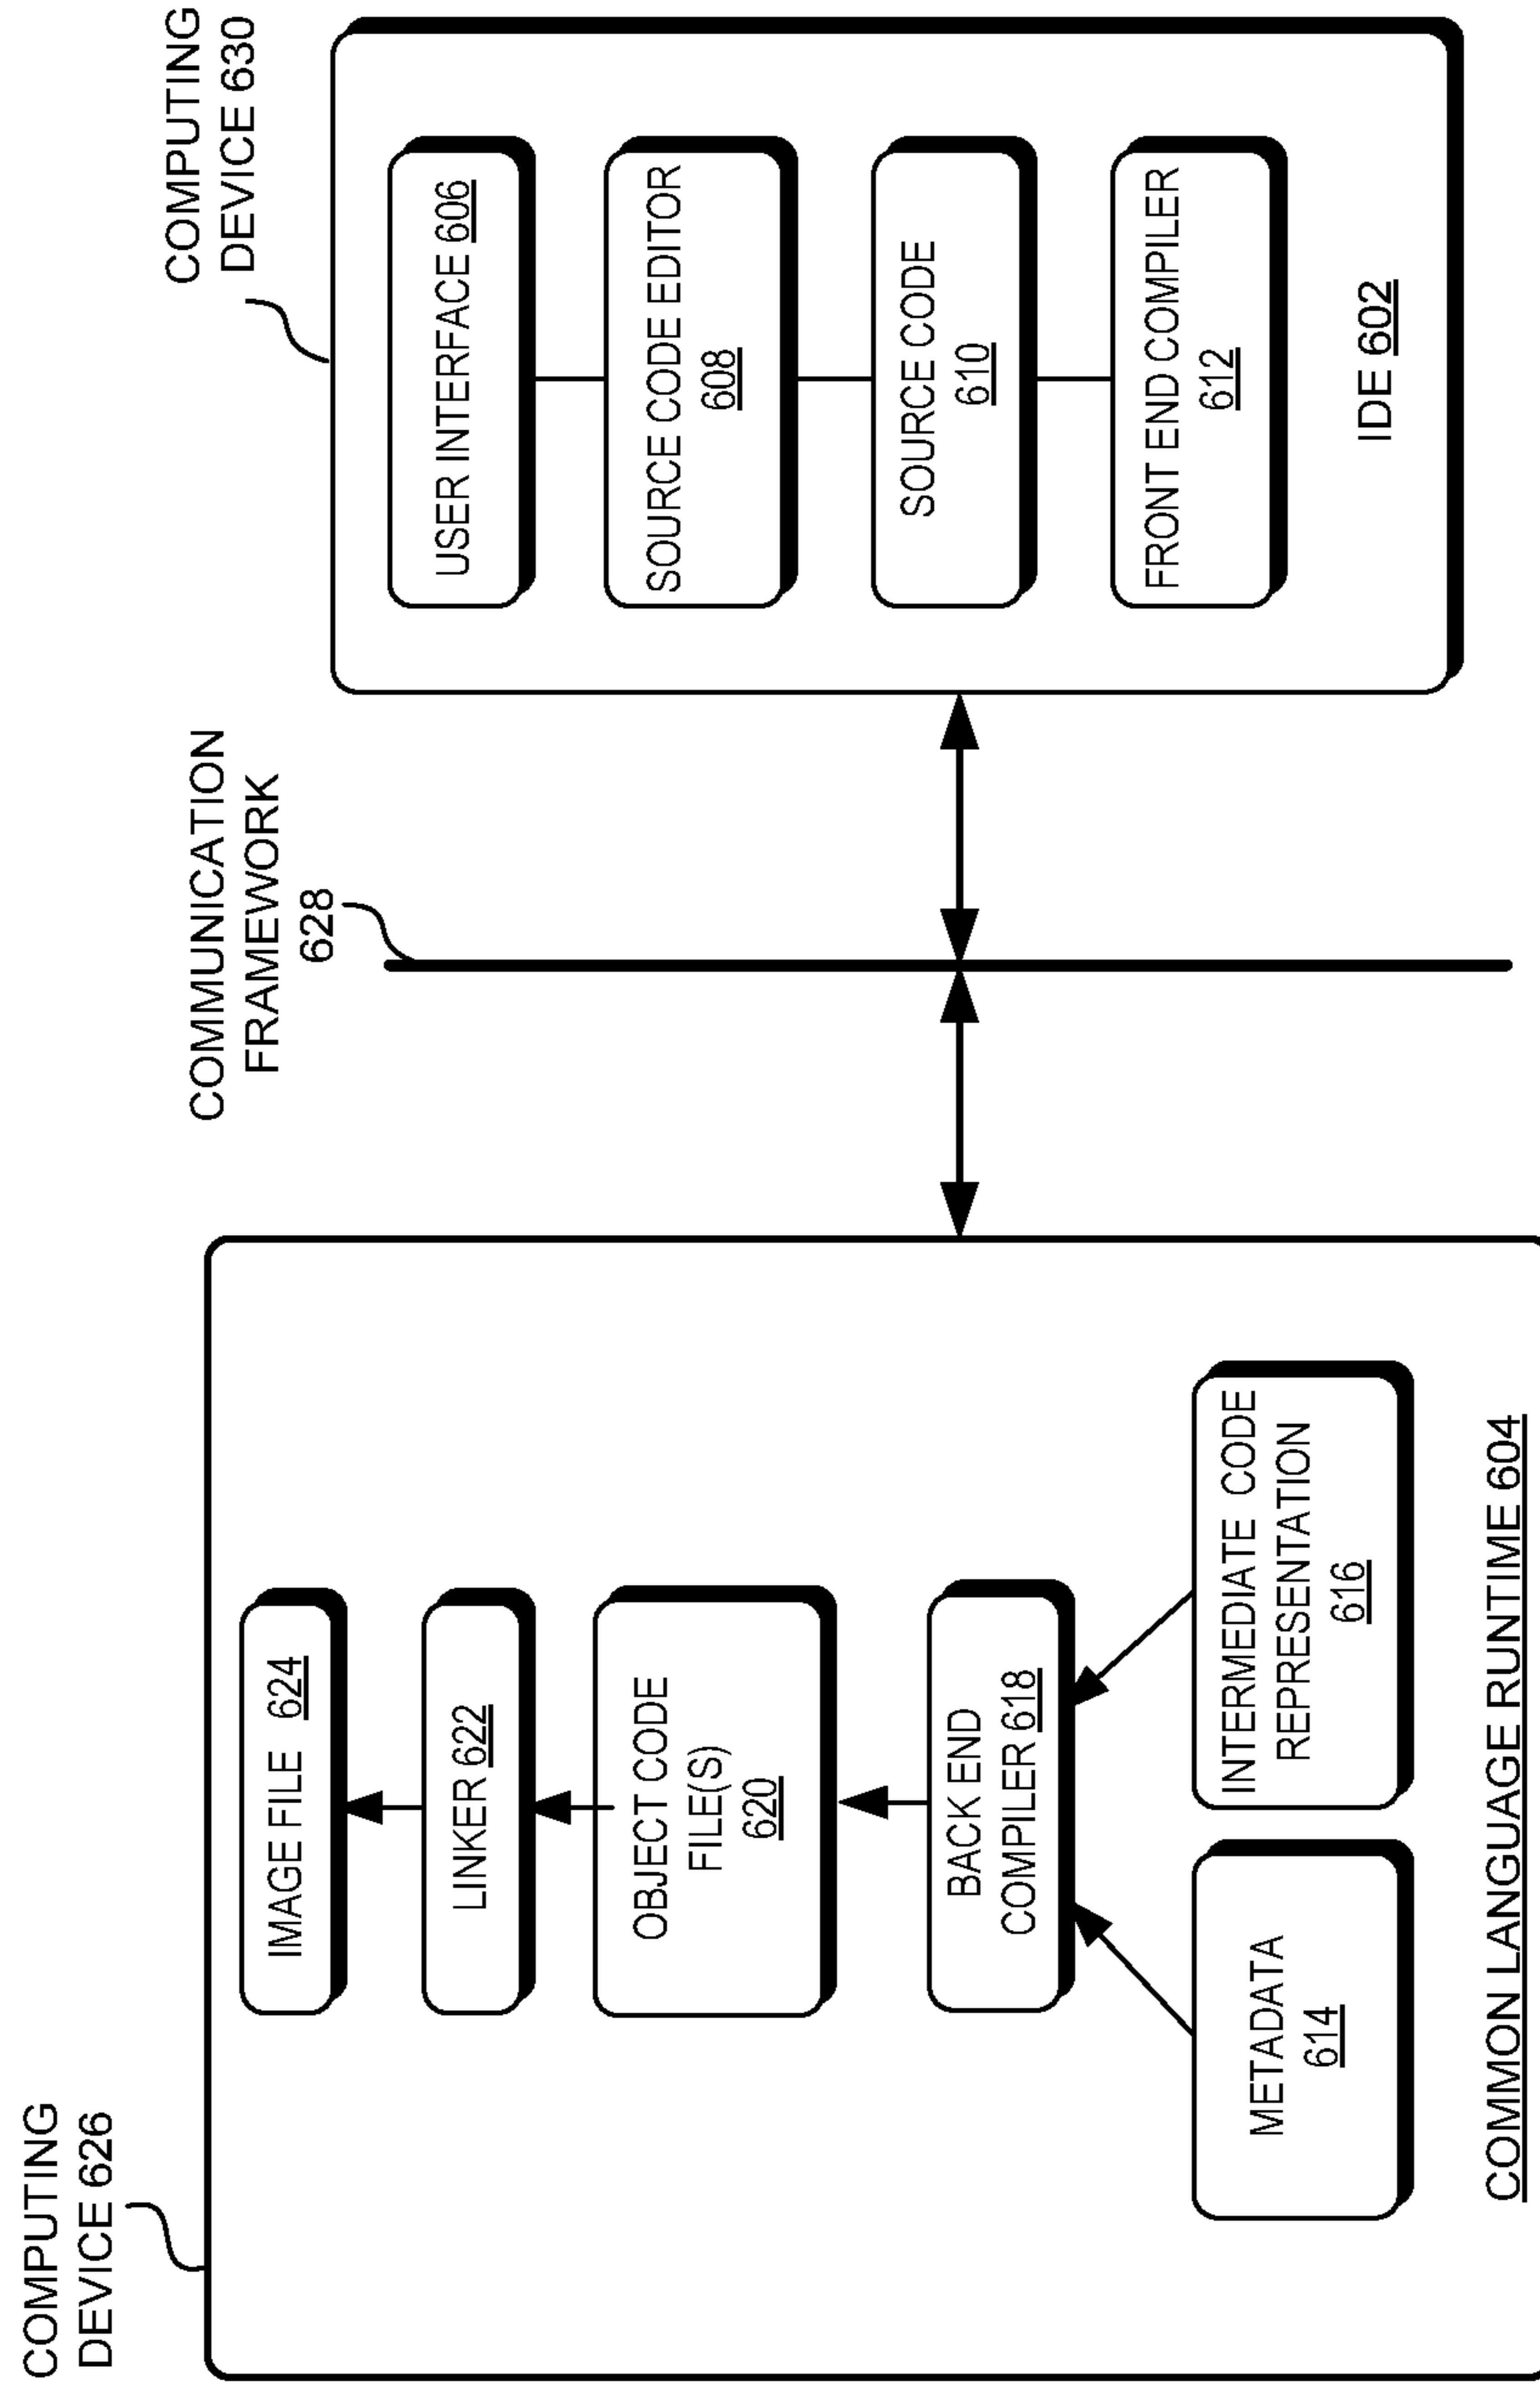 COMPUTING
DEVICE 626
IMAGE FILE 624
LINKER 622
OBJECT CODE
FILE(S)
620
BACK END
COMPILER 618
METADATA
614
INTERMEDIATE CODE
REPRESENTATION
616
COMMON LANGUAGE RUNTIME 604
COMMUNICATION
FRAMEWORK
628
COMPUTING
DEVICE 630
USER INTERFACE 606
SOURCE CODE EDITOR
608
SOURCE CODE
610
FRONT END COMPILER
612
IDE 602